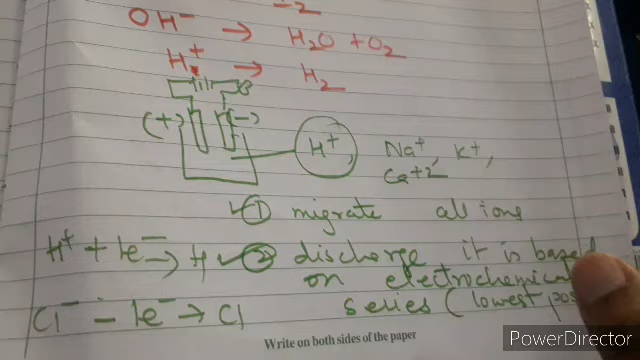 -2
OH⁻ → H₂O + O₂
H⁺ → H₂
(+) (-)
H⁺, Na⁺, K⁺,
Ca⁺²
① migrate all ions
H⁺ + 1e⁻ → H ② discharge it is based
on electrochemical
Cl⁻ - 1e⁻ → Cl series (lowest pos
Write on both sides of the paper
PowerDirector